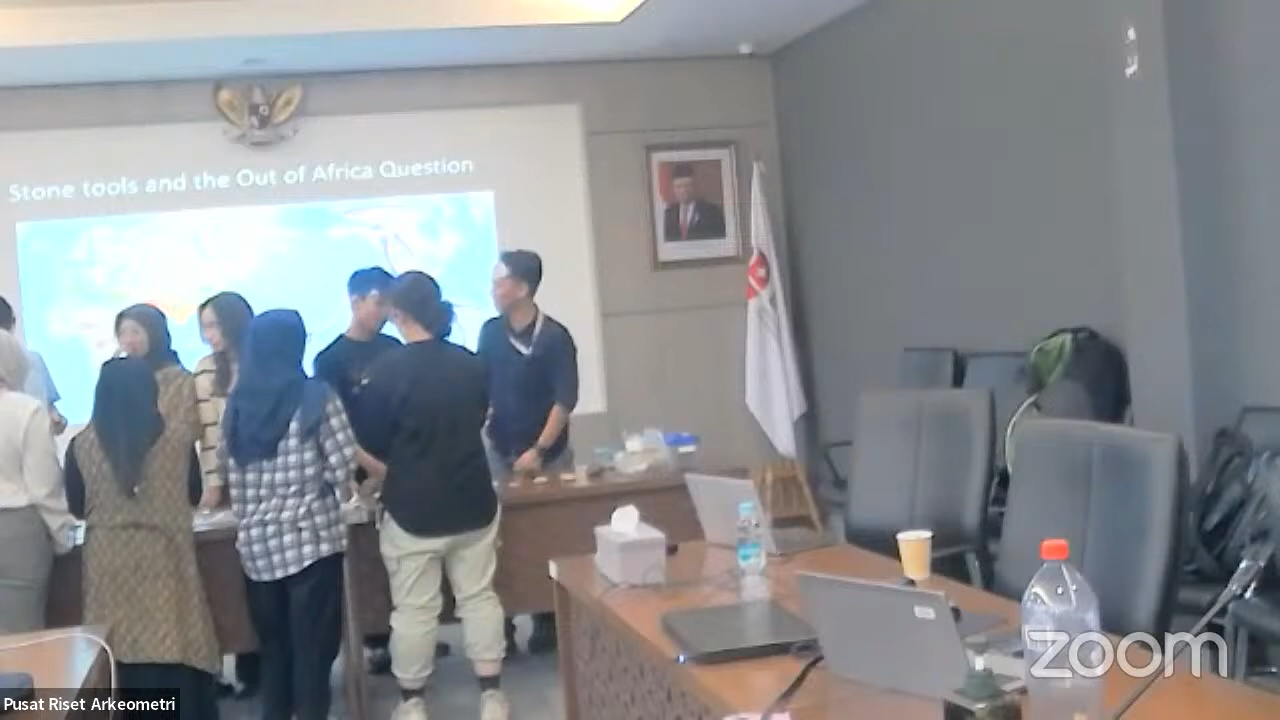 Stone tools and the Out of Africa Question
zoom
Pusat Riset Arkeometri